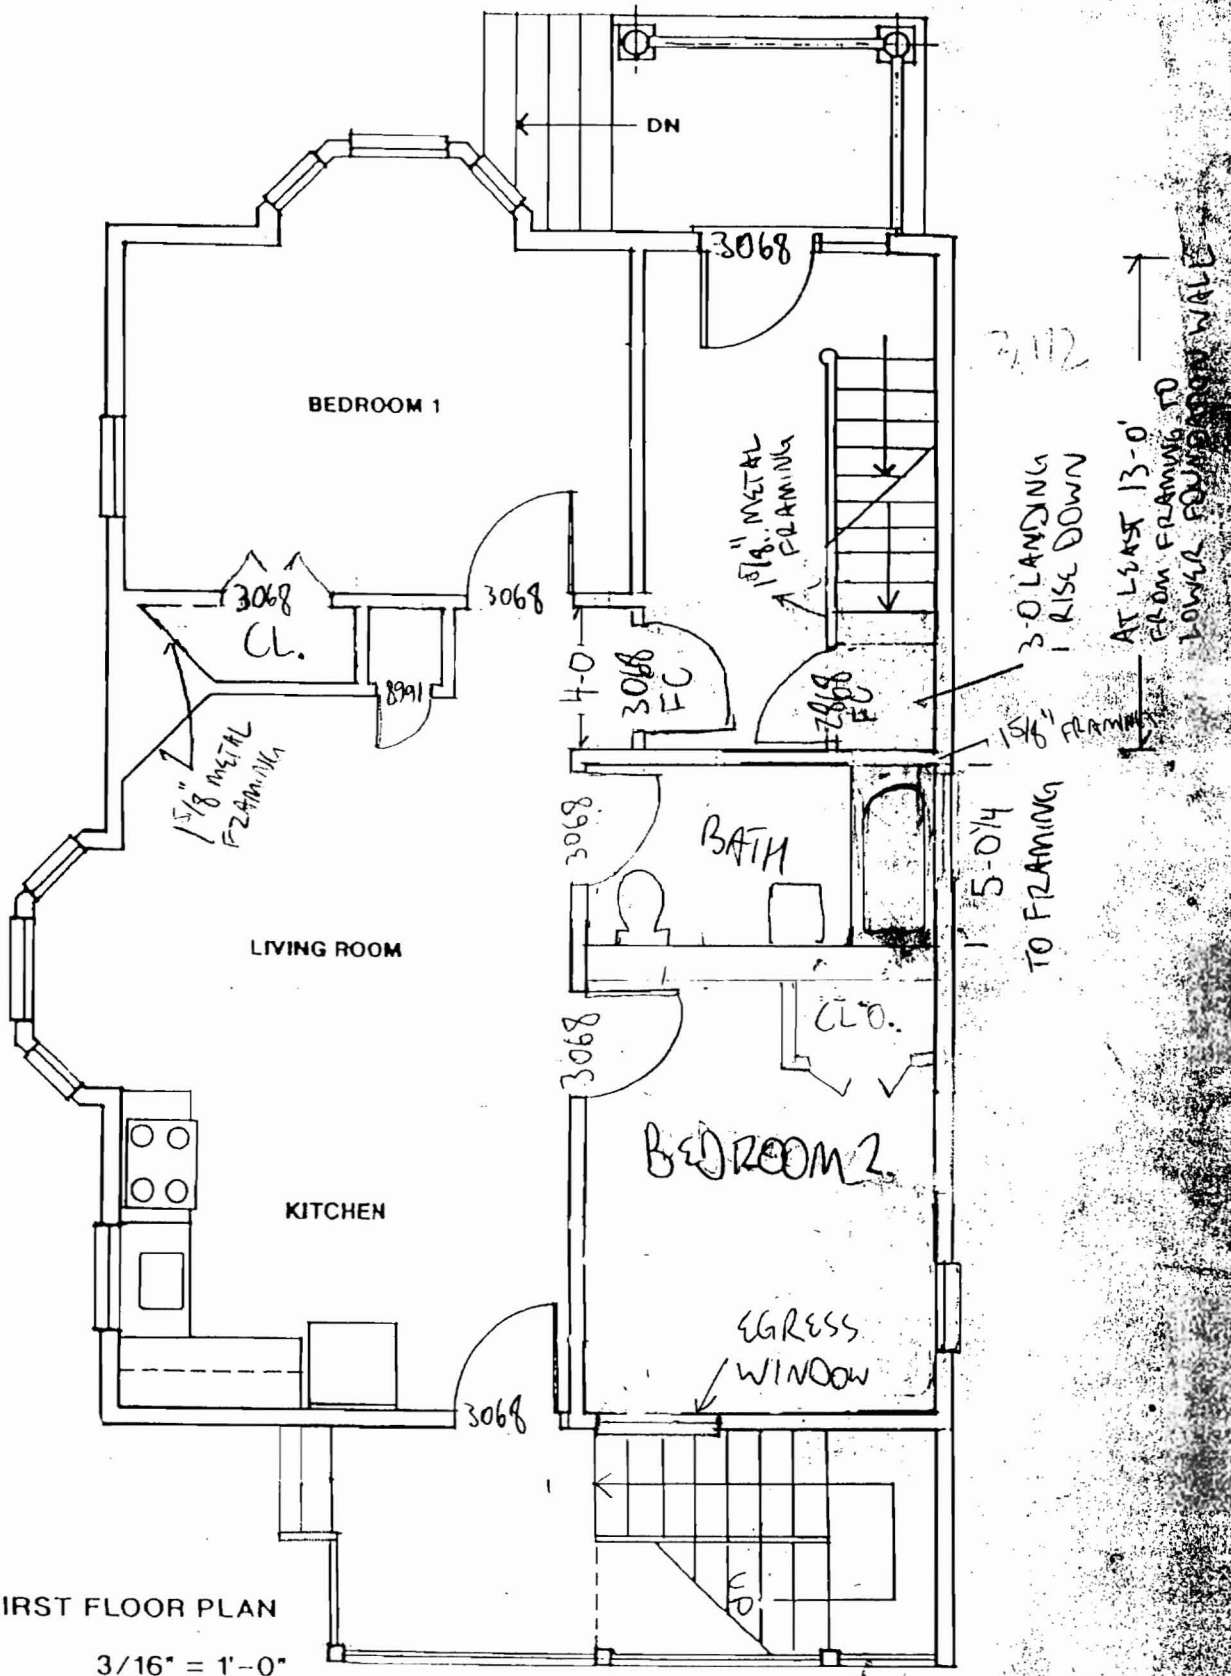 DN
3068
BEDROOM 1
1 5/8" METAL
FRAMING
3-0 LANDING
1 RISE DOWN
AT LEAST 13-0'
FROM FRAMING TO
LOWER FOUNDATION WALL
3068
CL.
3068
4-0
3068
FC
2868
FC
1 5/8" METAL
FRAMING
1 5/8" FRAMING
3068
BATH
5-0 1/4
TO FRAMING
LIVING ROOM
3068
CLO.
BEDROOM 2.
KITCHEN
EGRESS
WINDOW
3068
UP
IRST FLOOR PLAN
3/16" = 1'-0"